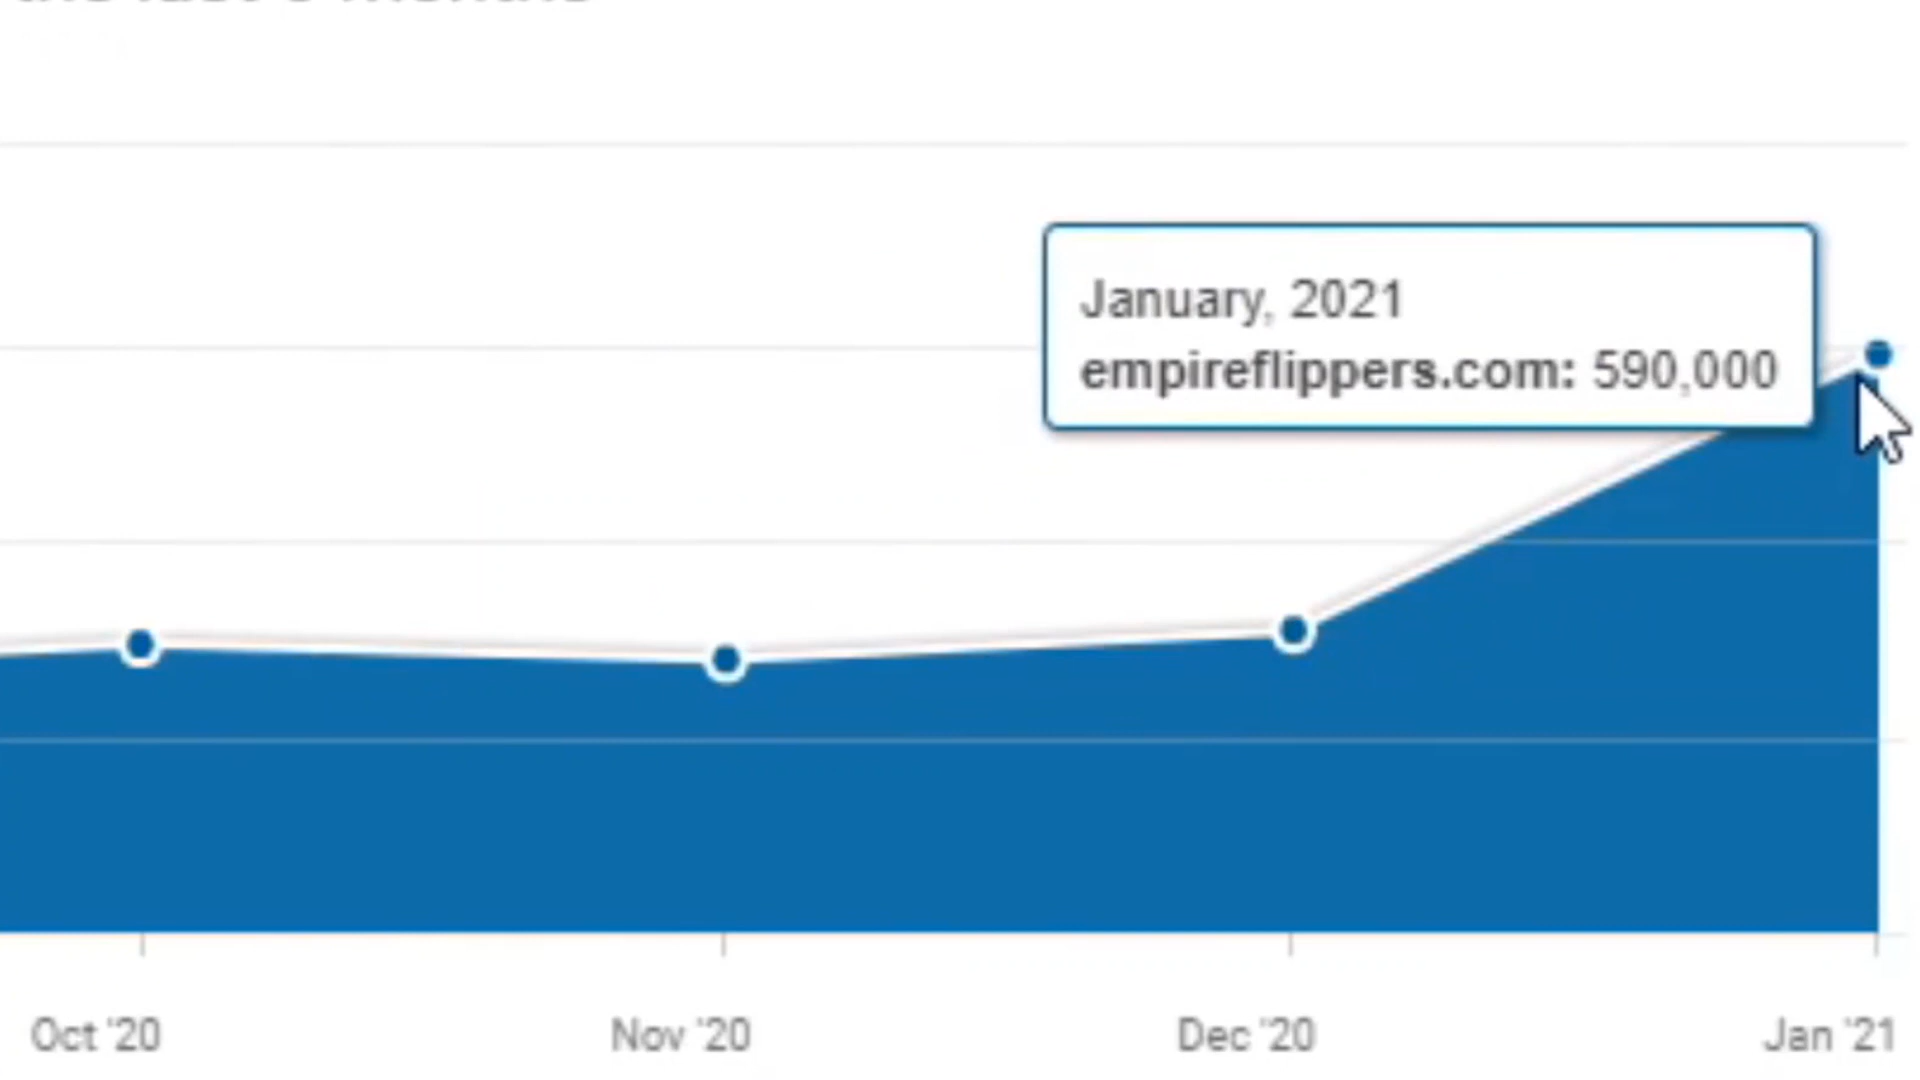 January, 2021
empireflippers.com: 590,000
Oct '20
Nov '20
Dec '20
Jan '21